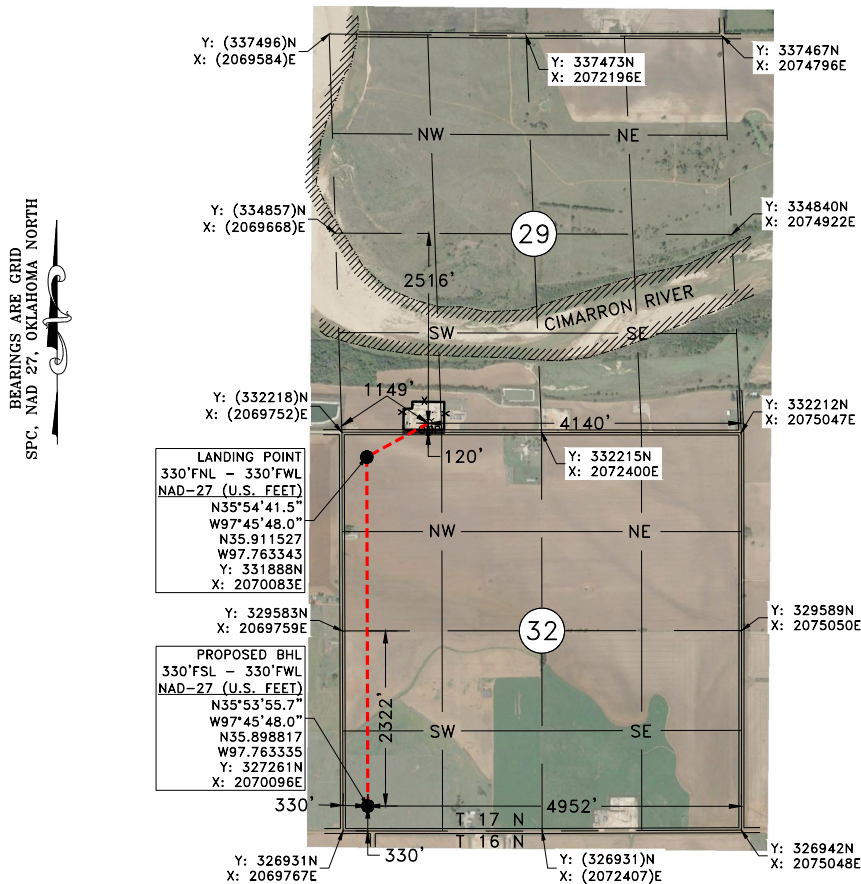 Y: (337496)N
X: (2069584)E
Y: 337473N
X: 2072196E
Y: 337467N
X: 2074796E
NW
NE
Y: (334857)N
X: (2069668)E
Y: 334840N
X: 2074922E
29
BEARINGS ARE GRID
SPC, NAD 27, OKLAHOMA NORTH
2516'
CIMARRON RIVER
SW
SE
1149'
Y: (332218)N
X: (2069752)E
4140'
Y: 332212N
X: 2075047E
120'
Y: 332215N
X: 2072400E
LANDING POINT
330'FNL – 330'FWL
NAD–27 (U.S. FEET)
N35°54'41.5"
W97°45'48.0"
N35.911527
W97.763343
Y: 331888N
X: 2070083E
NW
NE
Y: 329583N
X: 2069759E
32
Y: 329589N
X: 2075050E
PROPOSED BHL
330'FSL – 330'FWL
NAD–27 (U.S. FEET)
N35°53'55.7"
W97°45'48.0"
N35.898817
W97.763335
Y: 327261N
X: 2070096E
2322'
SW
SE
330'
4952'
T 17 N
T 16 N
330'
Y: 326931N
X: 2069767E
Y: (326931)N
X: (2072407)E
Y: 326942N
X: 2075048E